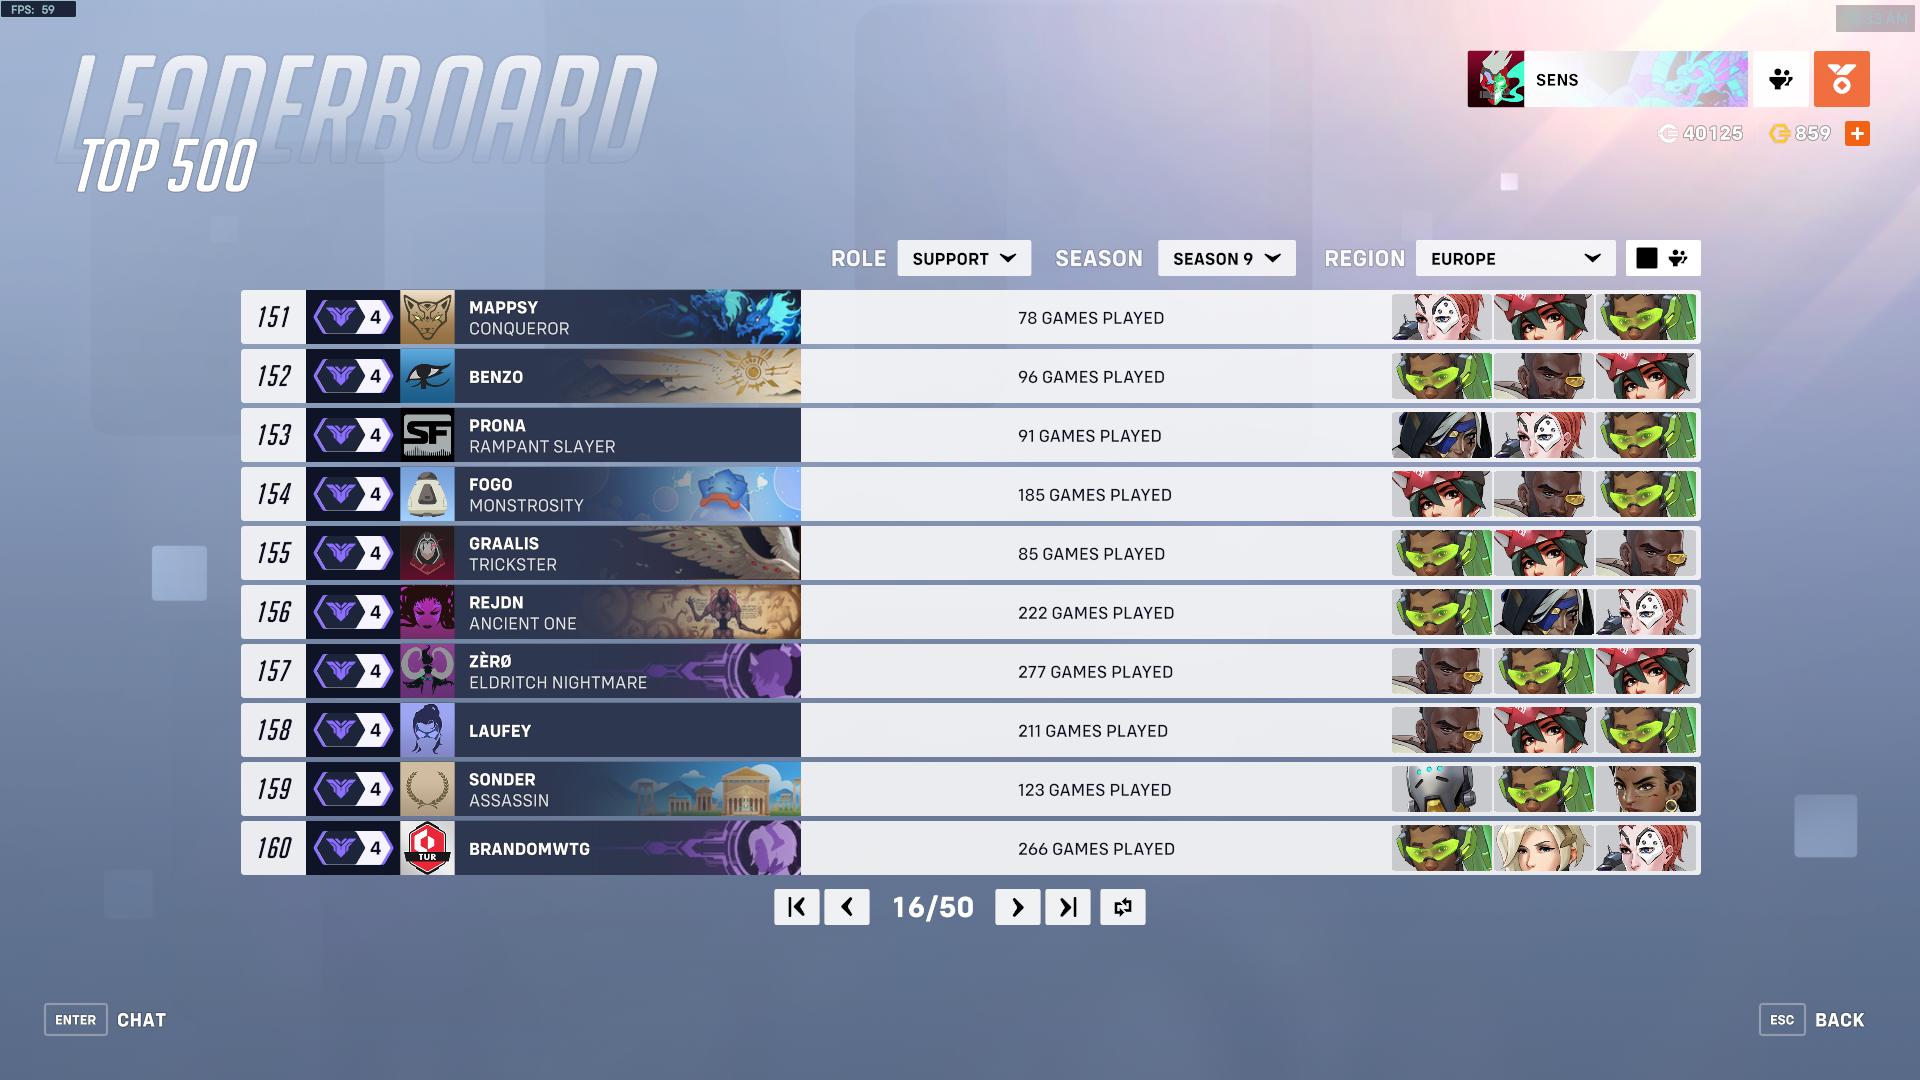 FPS: 59
LEADERBOARD
TOP 500
SENS
40125 859
ROLE SUPPORT SEASON SEASON 9 REGION EUROPE
151 4 MAPPSY 78 GAMES PLAYED
CONQUEROR
152 4 BENZO 96 GAMES PLAYED
153 4 SF PRONA 91 GAMES PLAYED
RAMPANT SLAYER
154 4 FOGO 185 GAMES PLAYED
MONSTROSITY
155 4 GRAALIS 85 GAMES PLAYED
TRICKSTER
156 4 REJDN 222 GAMES PLAYED
ANCIENT ONE
157 4 ZÈRØ 277 GAMES PLAYED
ELDRITCH NIGHTMARE
158 4 LAUFEY 211 GAMES PLAYED
159 4 SONDER 123 GAMES PLAYED
ASSASSIN
160 4 TUR BRANDOMWTG 266 GAMES PLAYED
16/50
ENTER CHAT
ESC BACK